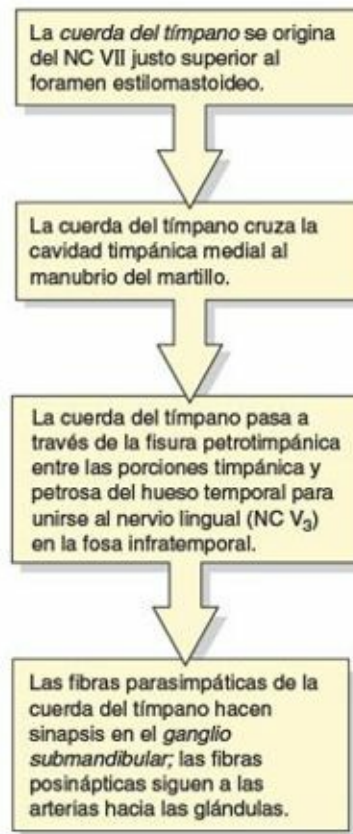 La cuerda del tímpano se origina
del NC VII justo superior al
foramen estilomastoideo.
La cuerda del tímpano cruza la
cavidad timpánica medial al
manubrio del martillo.
La cuerda del tímpano pasa a
través de la fisura petrotimpánica
entre las porciones timpánica y
petrosa del hueso temporal para
unirse al nervio lingual (NC V₃)
en la fosa infratemporal.
Las fibras parasimpáticas de la
cuerda del tímpano hacen
sinapsis en el ganglio
submandibular; las fibras
posinápticas siguen a las
arterias hacia las glándulas.